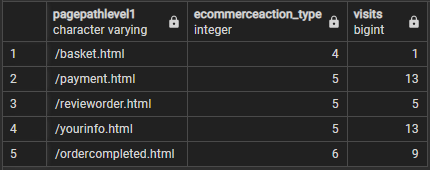 pagepathlevel1 ecommerceaction_type visits
character varying integer bigint
1 /basket.html 4 1
2 /payment.html 5 13
3 /revieworder.html 5 5
4 /yourinfo.html 5 13
5 /ordercompleted.html 6 9